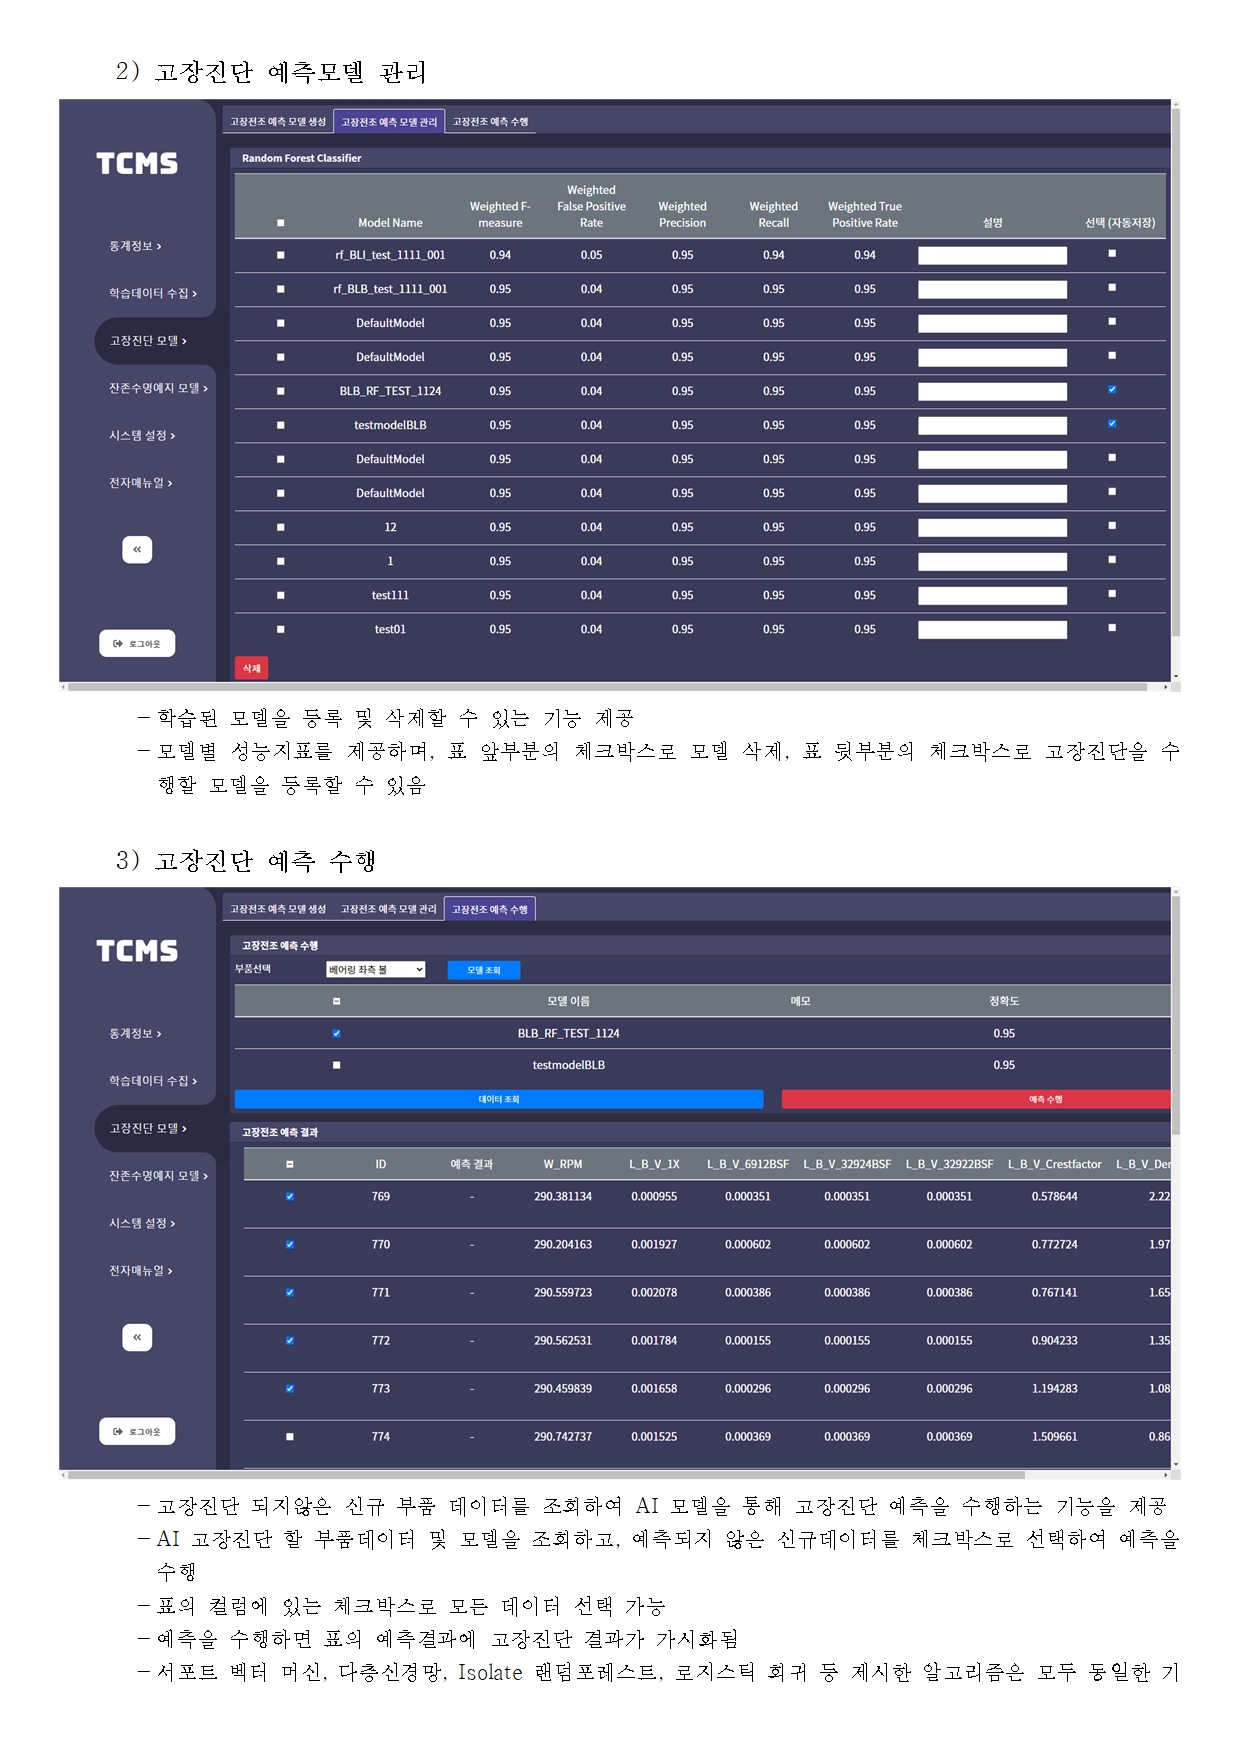 2) 고장진단 예측모델 관리
고장전조 예측 모델 생성 고장전조 예측 모델 관리 고장전조 예측 수행
TCMS
Random Forest Classifier
Model Name Weighted F-measure Weighted False Positive Rate Weighted Precision Weighted Recall Weighted True Positive Rate 설명 선택 (자동저장)
rf_BLI_test_1111_001 0.94 0.05 0.95 0.94 0.94
rf_BLB_test_1111_001 0.95 0.04 0.95 0.95 0.95
DefaultModel 0.95 0.04 0.95 0.95 0.95
DefaultModel 0.95 0.04 0.95 0.95 0.95
BLB_RF_TEST_1124 0.95 0.04 0.95 0.95 0.95
testmodelBLB 0.95 0.04 0.95 0.95 0.95
DefaultModel 0.95 0.04 0.95 0.95 0.95
DefaultModel 0.95 0.04 0.95 0.95 0.95
12 0.95 0.04 0.95 0.95 0.95
1 0.95 0.04 0.95 0.95 0.95
test111 0.95 0.04 0.95 0.95 0.95
test01 0.95 0.04 0.95 0.95 0.95
삭제
통계정보 >
학습데이터 수집 >
고장진단 모델 >
잔존수명예지 모델 >
시스템 설정 >
전자매뉴얼 >
«
로그아웃
– 학습된 모델을 등록 및 삭제할 수 있는 기능 제공
– 모델별 성능지표를 제공하며, 표 앞부분의 체크박스로 모델 삭제, 표 뒷부분의 체크박스로 고장진단을 수
행할 모델을 등록할 수 있음
3) 고장진단 예측 수행
고장전조 예측 모델 생성 고장전조 예측 모델 관리 고장전조 예측 수행
TCMS
고장전조 예측 수행
부품선택 베어링 좌측 볼 모델 조회
모델 이름 메모 정확도
BLB_RF_TEST_1124 0.95
testmodelBLB 0.95
데이터 조회 예측 수행
고장전조 예측 결과
ID 예측 결과 W_RPM L_B_V_1X L_B_V_6912BSF L_B_V_32924BSF L_B_V_32922BSF L_B_V_Crestfactor L_B_V_Der
769 - 290.381134 0.000955 0.000351 0.000351 0.000351 0.578644 2.22
770 - 290.204163 0.001927 0.000602 0.000602 0.000602 0.772724 1.97
771 - 290.559723 0.002078 0.000386 0.000386 0.000386 0.767141 1.65
772 - 290.562531 0.001784 0.000155 0.000155 0.000155 0.904233 1.35
773 - 290.459839 0.001658 0.000296 0.000296 0.000296 1.194283 1.08
774 - 290.742737 0.001525 0.000369 0.000369 0.000369 1.509661 0.86
통계정보 >
학습데이터 수집 >
고장진단 모델 >
잔존수명예지 모델 >
시스템 설정 >
전자매뉴얼 >
«
로그아웃
– 고장진단 되지않은 신규 부품 데이터를 조회하여 AI 모델을 통해 고장진단 예측을 수행하는 기능을 제공
– AI 고장진단 할 부품데이터 및 모델을 조회하고, 예측되지 않은 신규데이터를 체크박스로 선택하여 예측을
수행
– 표의 컬럼에 있는 체크박스로 모든 데이터 선택 가능
– 예측을 수행하면 표의 예측결과에 고장진단 결과가 가시화됨
– 서포트 벡터 머신, 다층신경망, Isolate 랜덤포레스트, 로지스틱 회귀 등 제시한 알고리즘은 모두 동일한 기